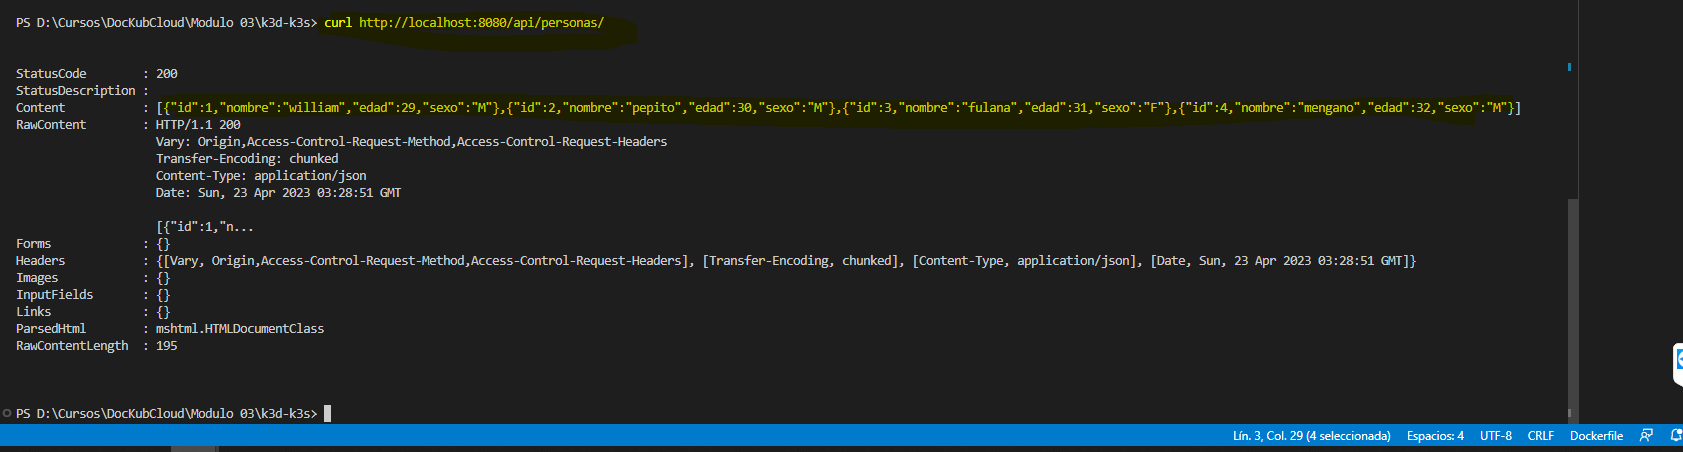 PS D:\Cursos\DocKubCloud\Modulo 03\k3d-k3s> curl http://localhost:8080/api/personas/
StatusCode        : 200
StatusDescription :
Content           : [{"id":1,"nombre":"william","edad":29,"sexo":"M"},{"id":2,"nombre":"pepito","edad":30,"sexo":"M"},{"id":3,"nombre":"fulana","edad":31,"sexo":"F"},{"id":4,"nombre":"mengano","edad":32,"sexo":"M"}]
RawContent        : HTTP/1.1 200
                    Vary: Origin,Access-Control-Request-Method,Access-Control-Request-Headers
                    Transfer-Encoding: chunked
                    Content-Type: application/json
                    Date: Sun, 23 Apr 2023 03:28:51 GMT
                    [{"id":1,"n...
Forms             : {}
Headers           : {[Vary, Origin,Access-Control-Request-Method,Access-Control-Request-Headers], [Transfer-Encoding, chunked], [Content-Type, application/json], [Date, Sun, 23 Apr 2023 03:28:51 GMT]}
Images            : {}
InputFields       : {}
Links             : {}
ParsedHtml        : mshtml.HTMLDocumentClass
RawContentLength  : 195
PS D:\Cursos\DocKubCloud\Modulo 03\k3d-k3s>
Lín. 3, Col. 29 (4 seleccionada) Espacios: 4 UTF-8 CRLF Dockerfile